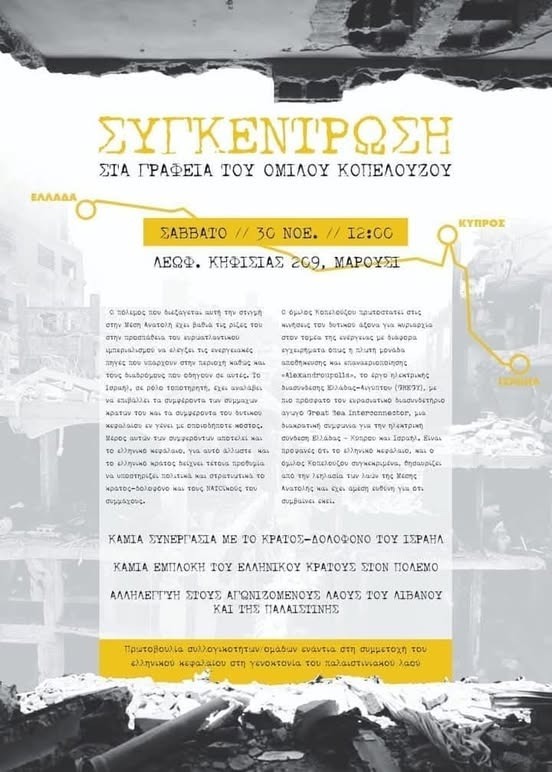 ΣΥΓΚΕΝΤΡΩΣΗ
ΣΤΑ ΓΡΑΦΕΙΑ ΤΟΥ ΟΜΙΛΟΥ ΚΟΠΕΛΟΥΖΟΥ
ΕΛΛΑΔΑ
ΣΑΒΒΑΤΟ // 30 ΝΟΕ. // 12:00
ΚΥΠΡΟΣ
ΛΕΩΦ. ΚΗΦΙΣΙΑΣ 209, ΜΑΡΟΥΣΙ
ΙΣΡΑΗΛ
Ο πόλεμος που διεξάγεται αυτή την στιγμή
στην Μέση Ανατολή έχει βαθιά τις ρίζες του
στην προσπάθεια του ευρωατλαντικού
ιμπεριαλισμού να ελέγξει τις ενεργειακές
πηγές που υπάρχουν στην περιοχή καθώς και
τους διαδρόμους που οδηγούν σε αυτές. Το
Ισραήλ, σε ρόλο τοποτηρητή, έχει αναλάβει
να επιβάλλει τα συμφέροντα των συμμάχων
κρατών του και τα συμφέροντα του δυτικού
κεφαλαίου εν γένει με οποιοδήποτε κόστος.
Μέρος αυτών των συμφερόντων αποτελεί και
το ελληνικό κεφάλαιο, για αυτό άλλωστε και
το ελληνικό κράτος δείχνει τέτοια προθυμία
να υποστηρίζει πολιτικά και στρατιωτικά το
κράτος-δολοφόνο και τους ΝΑΤΟϊκούς του
συμμάχους.
Ο όμιλος Κοπελούζου πρωτοστατεί στις
κινήσεις του δυτικού άξονα για κυριαρχία
στον τομέα της ενέργειας με διάφορα
εγχειρήματα όπως η πλωτή μονάδα
αποθήκευσης και επαναεριοποίησης
«Alexandroupolis», το έργο ηλεκτρικής
διασύνδεσης Ελλάδας-Αιγύπτου (GREGY), με
πιο πρόσφατο τον ευρασιατικό διασυνδετήριο
αγωγό Great Sea Interconnector, μια
διακρατική συμφωνία για την ηλεκτρική
σύνδεση Ελλάδας - Κύπρου και Ισραήλ. Είναι
προφανές ότι το ελληνικό κεφάλαιο, και ο
όμιλος Κοπελούζου συγκεκριμένα, θησαυρίζει
από την λεηλασία των λαών της Μέσης
Ανατολής και έχει άμεση ευθύνη για ότι
συμβαίνει εκεί.
ΚΑΜΙΑ ΣΥΝΕΡΓΑΣΙΑ ΜΕ ΤΟ ΚΡΑΤΟΣ-ΔΟΛΟΦΟΝΟ ΤΟΥ ΙΣΡΑΗΛ
ΚΑΜΙΑ ΕΜΠΛΟΚΗ ΤΟΥ ΕΛΛΗΝΙΚΟΥ ΚΡΑΤΟΥΣ ΣΤΟΝ ΠΟΛΕΜΟ
ΑΛΛΗΛΕΓΓΥΗ ΣΤΟΥΣ ΑΓΩΝΙΖΟΜΕΝΟΥΣ ΛΑΟΥΣ ΤΟΥ ΛΙΒΑΝΟΥ
ΚΑΙ ΤΗΣ ΠΑΛΑΙΣΤΙΝΗΣ
Πρωτοβουλία συλλογικοτήτων/ομάδων ενάντια στη συμμετοχή του
ελληνικού κεφαλαίου στη γενοκτονία του παλαιστινιακού λαού